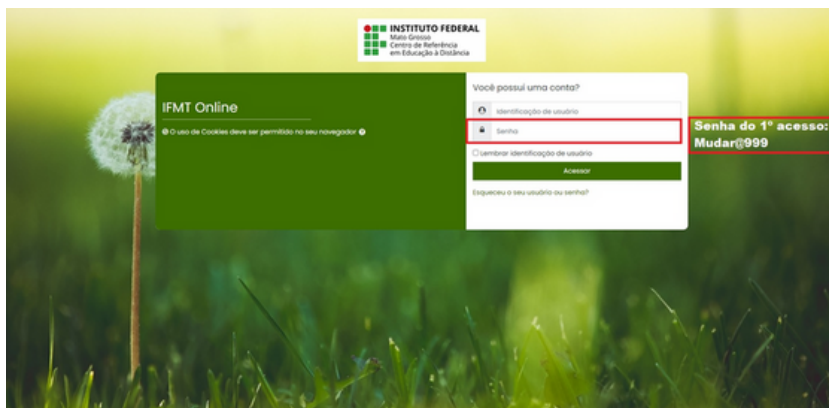 INSTITUTO FEDERAL
Mato Grosso
Centro de Referência
em Educação à Distância
IFMT Online
O uso de Cookies deve ser permitido no seu navegador
Você possui uma conta?
Identificação de usuário
Senha
Lembrar identificação de usuário
Acessar
Esqueceu o seu usuário ou senha?
Senha do 1º acesso:
Mudar@999